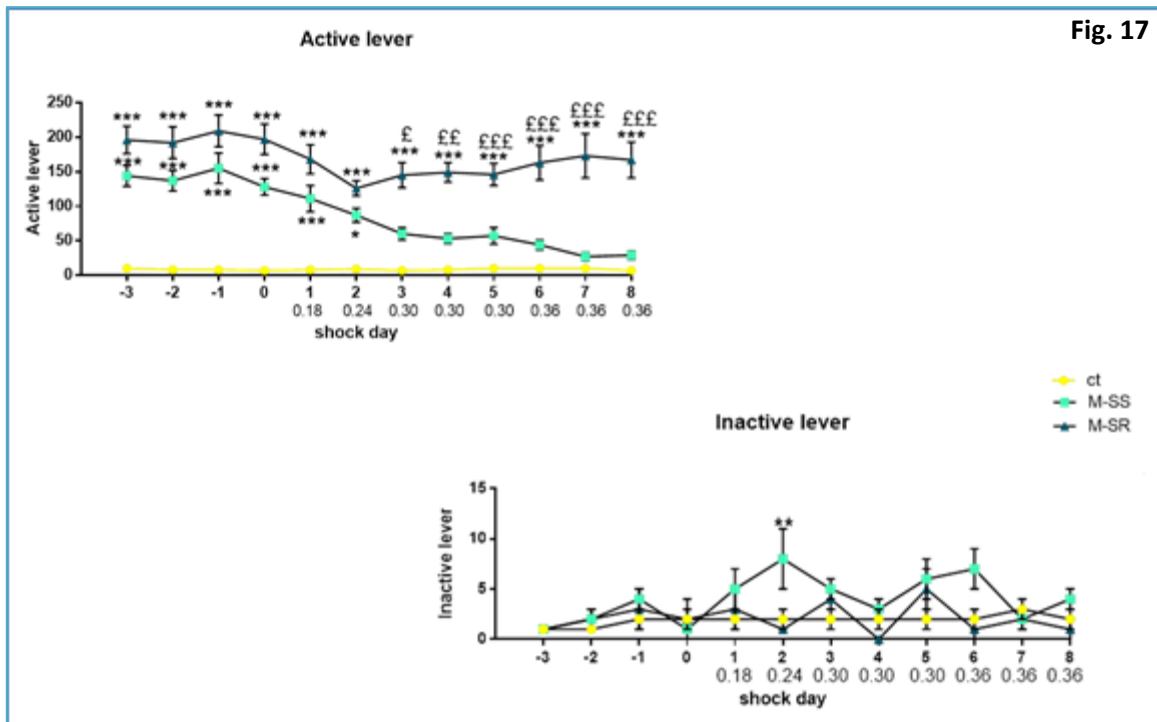 Fig. 17
Active lever
*** *** *** *** *** *** £ *** ££ *** £££ *** £££ *** £££ *** £££ ***
*** *** *** *** *** *
250
200
150
100
50
0
Active lever
-3 -2 -1 0 1 2 3 4 5 6 7 8
0.18 0.24 0.30 0.30 0.30 0.36 0.36 0.36
shock day
ct
M-SS
M-SR
Inactive lever
**
15
10
5
0
Inactive lever
-3 -2 -1 0 1 2 3 4 5 6 7 8
0.18 0.24 0.30 0.30 0.30 0.36 0.36 0.36
shock day